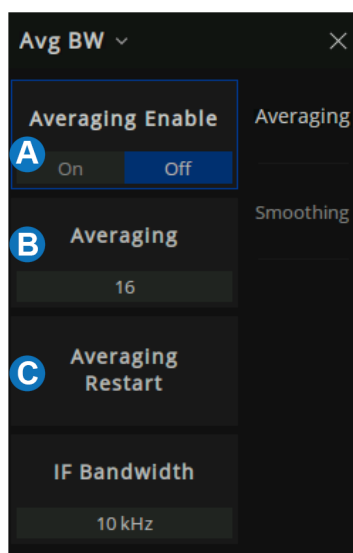 Avg BW
Averaging Enable
A
On Off
B
Averaging
16
C
Averaging
Restart
IF Bandwidth
10 kHz
Averaging
Smoothing